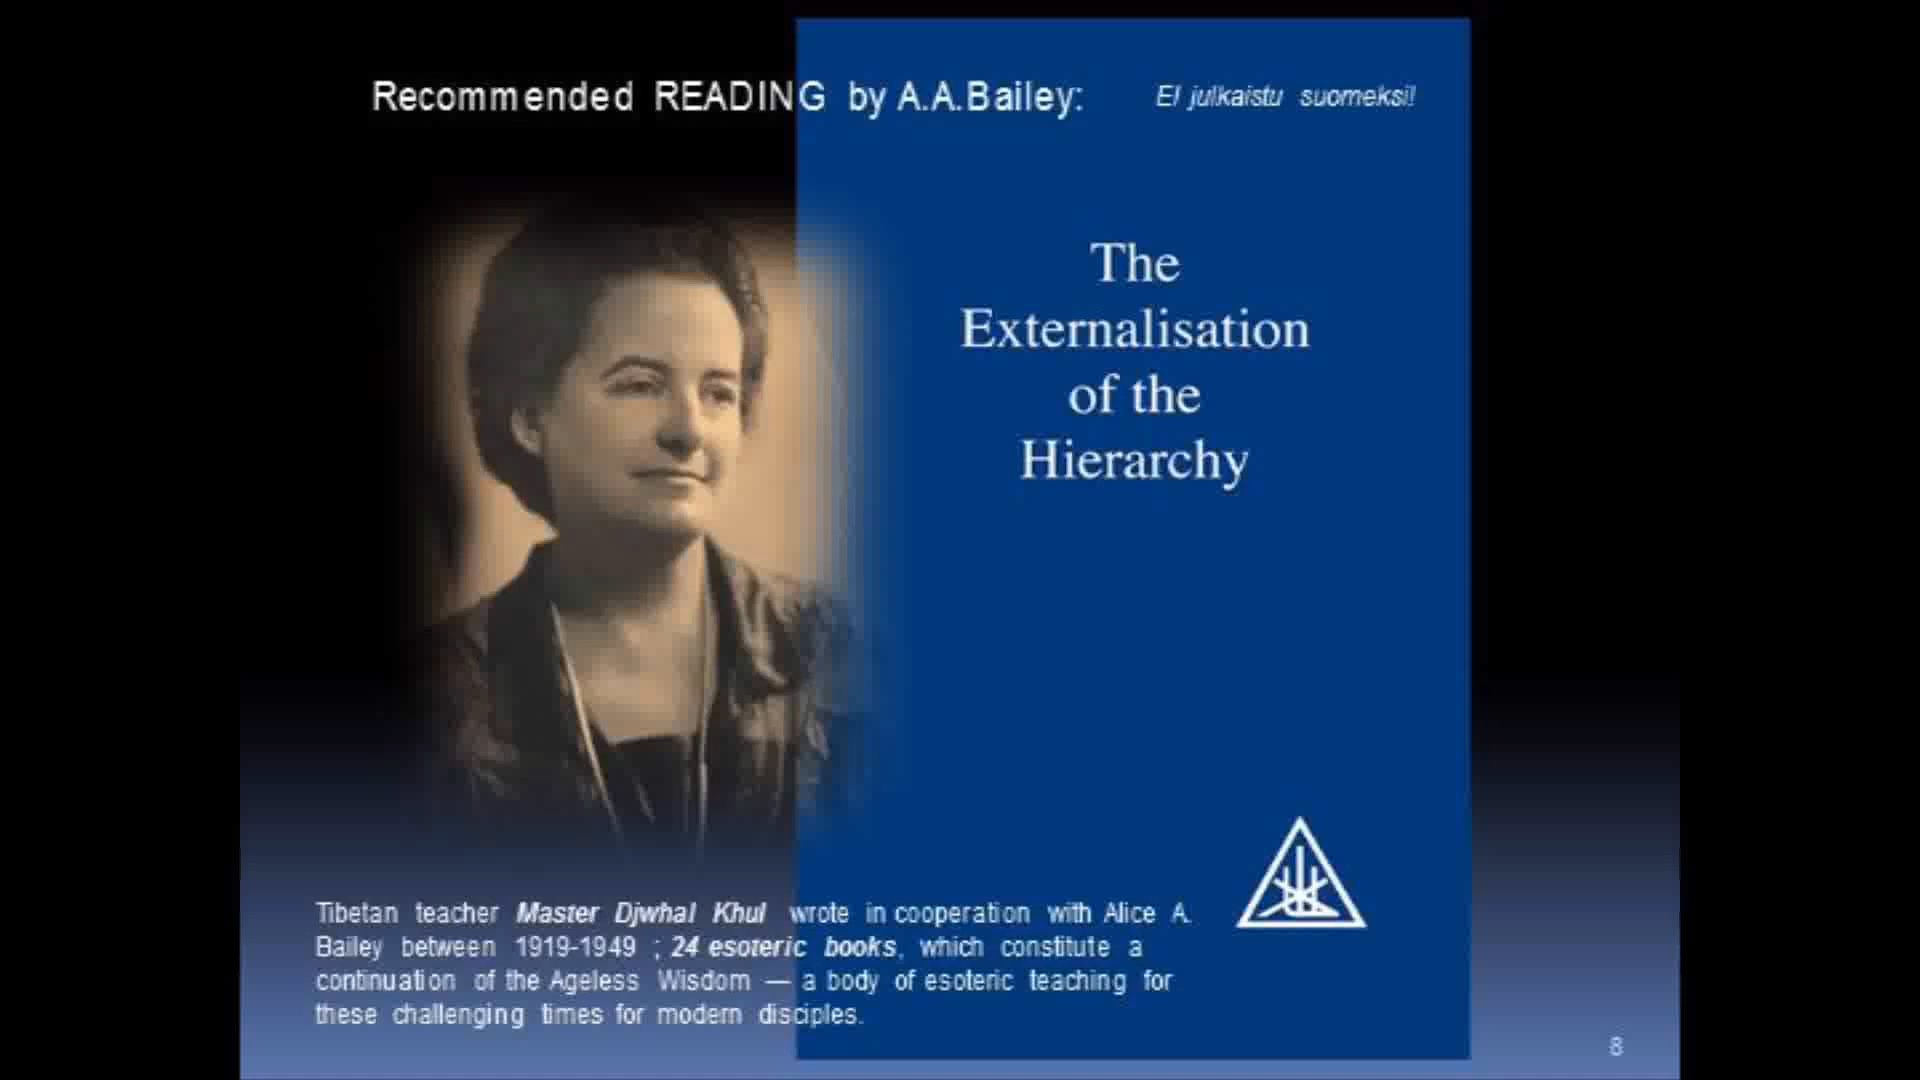 Recommended READING by A.A.Bailey:
EI julkaistu suomeksi!
The
Externalisation
of the
Hierarchy
Tibetan teacher Master Djwhal Khul wrote in cooperation with Alice A.
Bailey between 1919-1949 ; 24 esoteric books, which constitute a
continuation of the Ageless Wisdom — a body of esoteric teaching for
these challenging times for modern disciples.
8